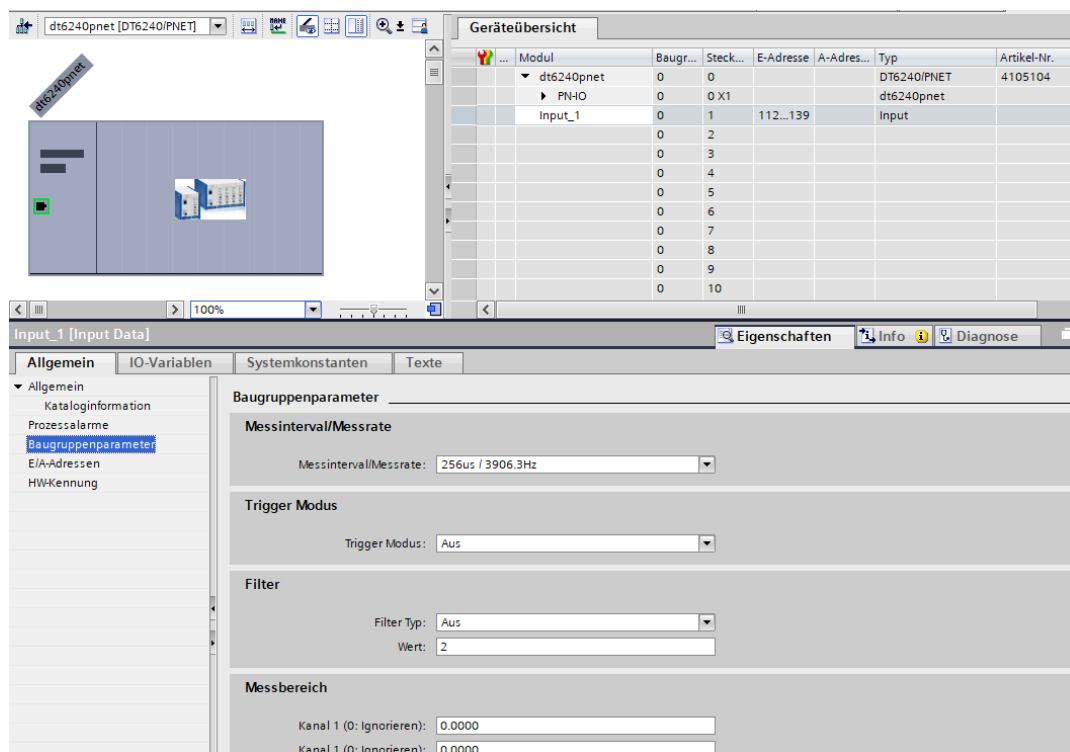 dt6240pnet [DT6240/PNET]
Geräteübersicht
dt6240pnet
... Modul Baugr... Steck... E-Adresse A-Adres... Typ Artikel-Nr.
dt6240pnet 0 0 DT6240/PNET 4105104
PN-IO 0 0 X1 dt6240pnet
Input_1 0 1 112...139 Input
0 2
0 3
0 4
0 5
0 6
0 7
0 8
0 9
0 10
100%
Input_1 [Input Data]
Eigenschaften Info Diagnose
Allgemein IO-Variablen Systemkonstanten Texte
Allgemein
Kataloginformation
Prozessalarme
Baugruppenparameter
E/A-Adressen
HW-Kennung
Baugruppenparameter
Messinterval/Messrate
Messinterval/Messrate: 256us / 3906.3Hz
Trigger Modus
Trigger Modus: Aus
Filter
Filter Typ: Aus
Wert: 2
Messbereich
Kanal 1 (0: Ignorieren): 0.0000
Kanal 1 (0: Ignorieren): 0.0000